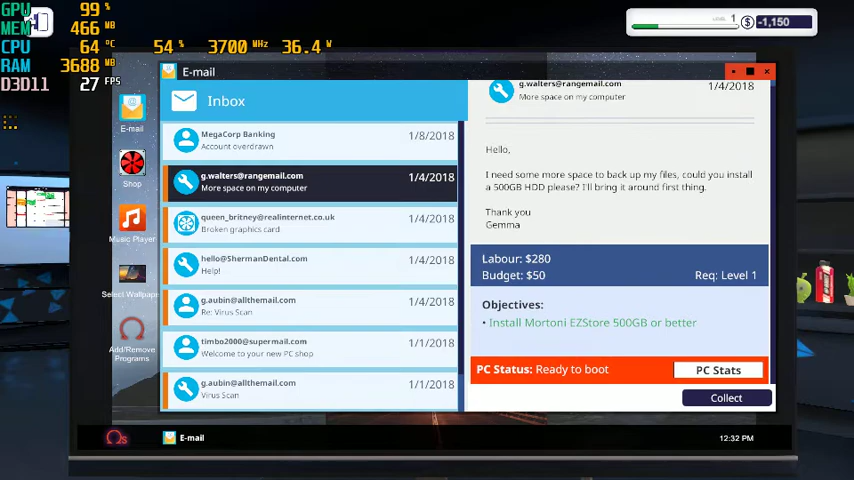 GPU 99 %
MEM 466 MB
CPU 64 °C 54 % 3700 MHz 36.4 W
RAM 3688 MB
D3D11 27 FPS
LEVEL 1
$ -1,150
E-mail
Shop
Music Player
Select Wallpaper
Add/Remove
Programs
E-mail
Inbox
MegaCorp Banking 1/8/2018
Account overdrawn
g.walters@rangemail.com 1/4/2018
More space on my computer
queen_britney@realinternet.co.uk 1/4/2018
Broken graphics card
hello@ShermanDental.com 1/4/2018
Help!
g.aubin@allthemail.com 1/4/2018
Re: Virus Scan
timbo2000@supermail.com 1/1/2018
Welcome to your new PC shop
g.aubin@allthemail.com 1/1/2018
Virus Scan
g.walters@rangemail.com 1/4/2018
More space on my computer
Hello,
I need some more space to back up my files, could you install
a 500GB HDD please? I'll bring it around first thing.
Thank you
Gemma
Labour: $280
Budget: $50 Req: Level 1
Objectives:
• Install Mortoni EZStore 500GB or better
PC Status: Ready to boot PC Stats
Collect
Os E-mail 12:32 PM